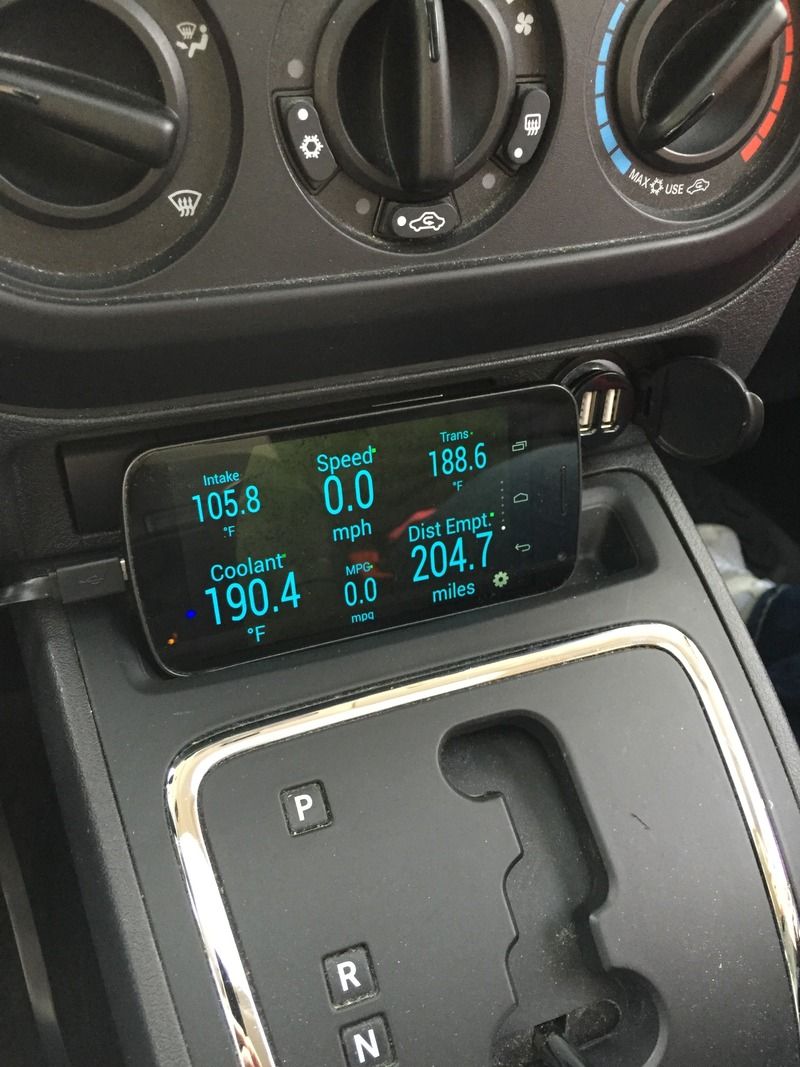 MAX USE
Intake
105.8
°F
Speed
0.0
mph
Trans
188.6
°F
Coolant
190.4
°F
MPG
0.0
mpg
Dist Empt.
204.7
miles
P
R
N